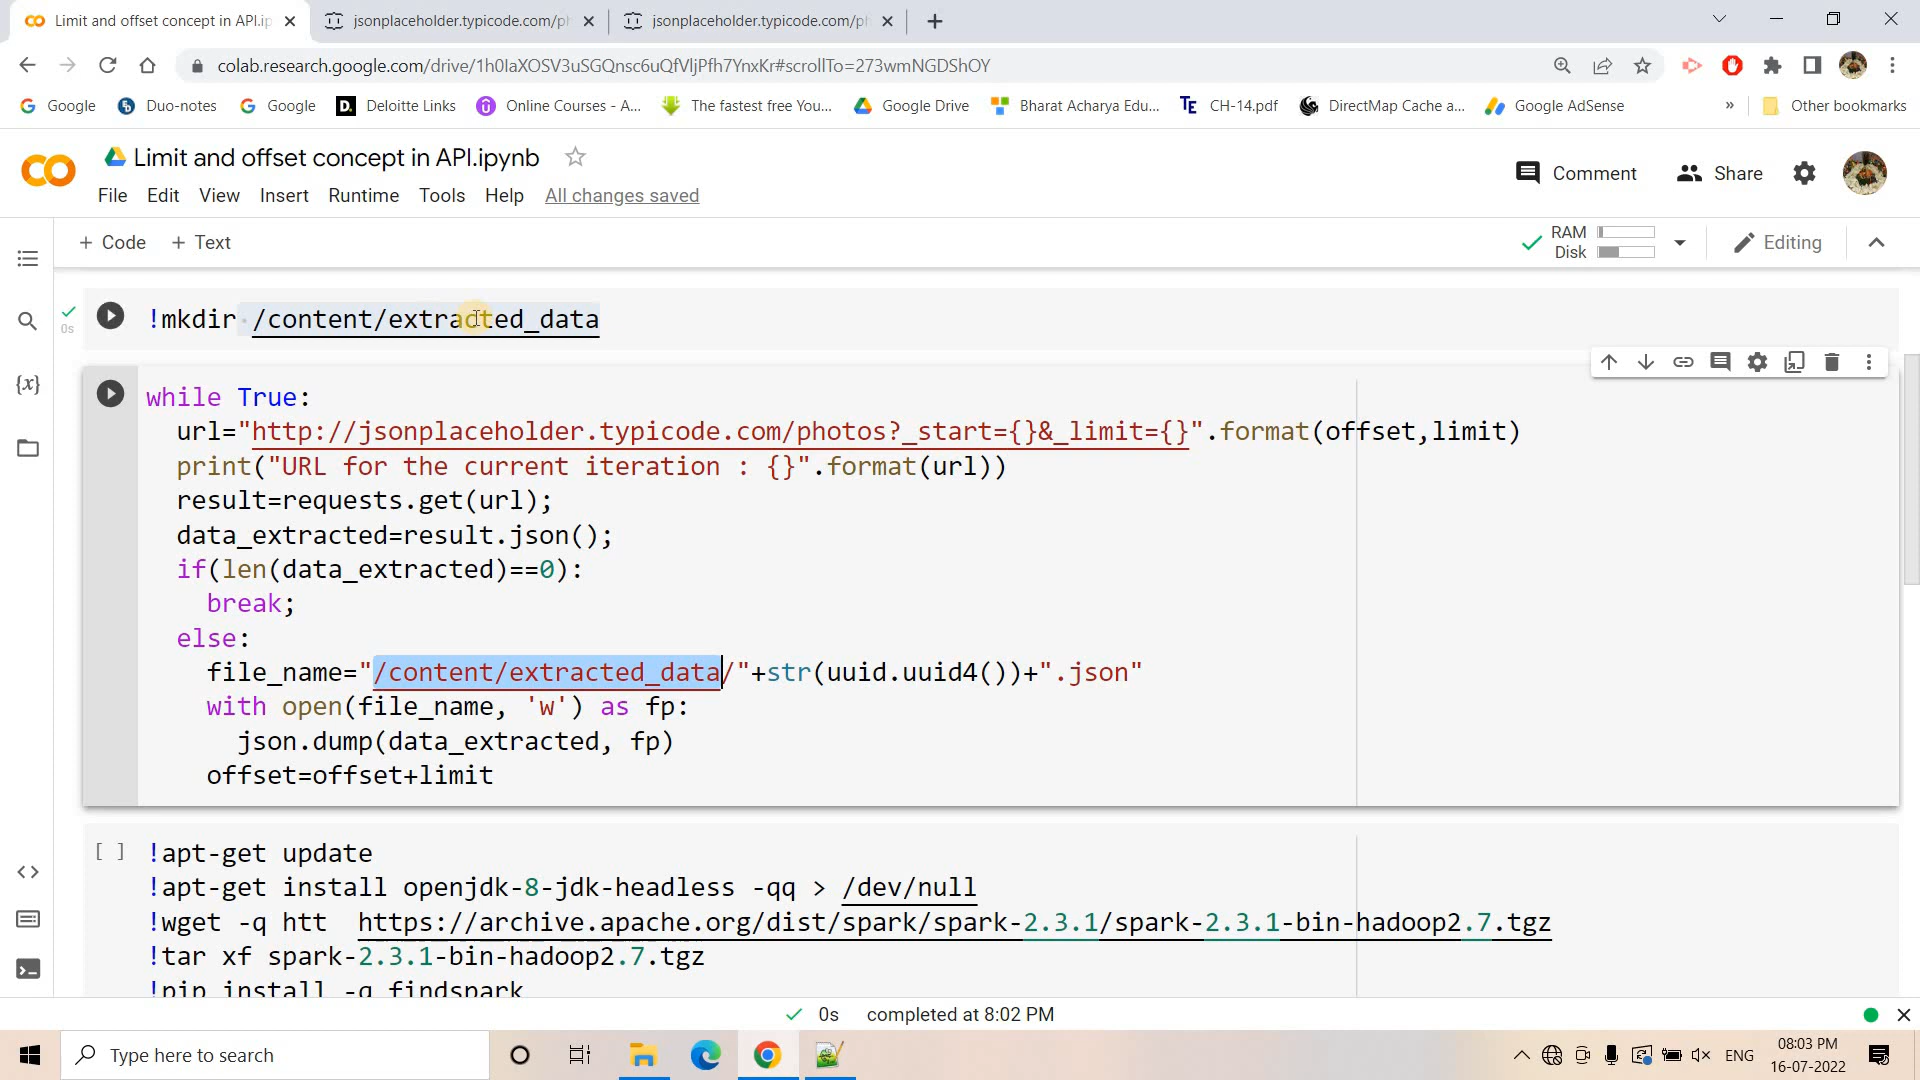 Limit and offset concept in API.ip
jsonplaceholder.typicode.com/ph
jsonplaceholder.typicode.com/ph
colab.research.google.com/drive/1h0IaXOSV3uSGQnsc6uQfVljPfh7YnxKr#scrollTo=273wmNGDShOY
Google
Duo-notes
Google
Deloitte Links
Online Courses - A...
The fastest free You...
Google Drive
Bharat Acharya Edu...
CH-14.pdf
DirectMap Cache a...
Google AdSense
»
Other bookmarks
Limit and offset concept in API.ipynb
Comment
Share
File Edit View Insert Runtime Tools Help All changes saved
+ Code + Text
RAM
Disk
Editing
0s
!mkdir /content/extracted_data
{x}
while True:
url="http://jsonplaceholder.typicode.com/photos?_start={}&_limit={}".format(offset,limit)
print("URL for the current iteration : {}".format(url))
result=requests.get(url);
data_extracted=result.json();
if(len(data_extracted)==0):
break;
else:
file_name="/content/extracted_data/"+str(uuid.uuid4())+".json"
with open(file_name, 'w') as fp:
json.dump(data_extracted, fp)
offset=offset+limit
[ ] !apt-get update
!apt-get install openjdk-8-jdk-headless -qq > /dev/null
!wget -q htt  https://archive.apache.org/dist/spark/spark-2.3.1/spark-2.3.1-bin-hadoop2.7.tgz
!tar xf spark-2.3.1-bin-hadoop2.7.tgz
!pip install -q findspark
0s completed at 8:02 PM
Type here to search
ENG
08:03 PM
16-07-2022